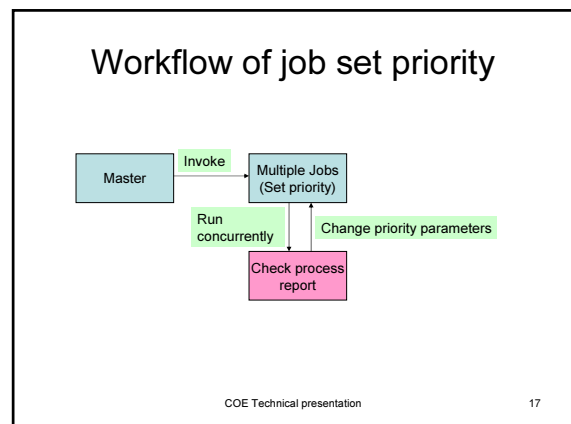 Workflow of job set priority
Invoke
Master
Multiple Jobs
(Set priority)
Run
concurrently
Change priority parameters
Check process
report
COE Technical presentation
17